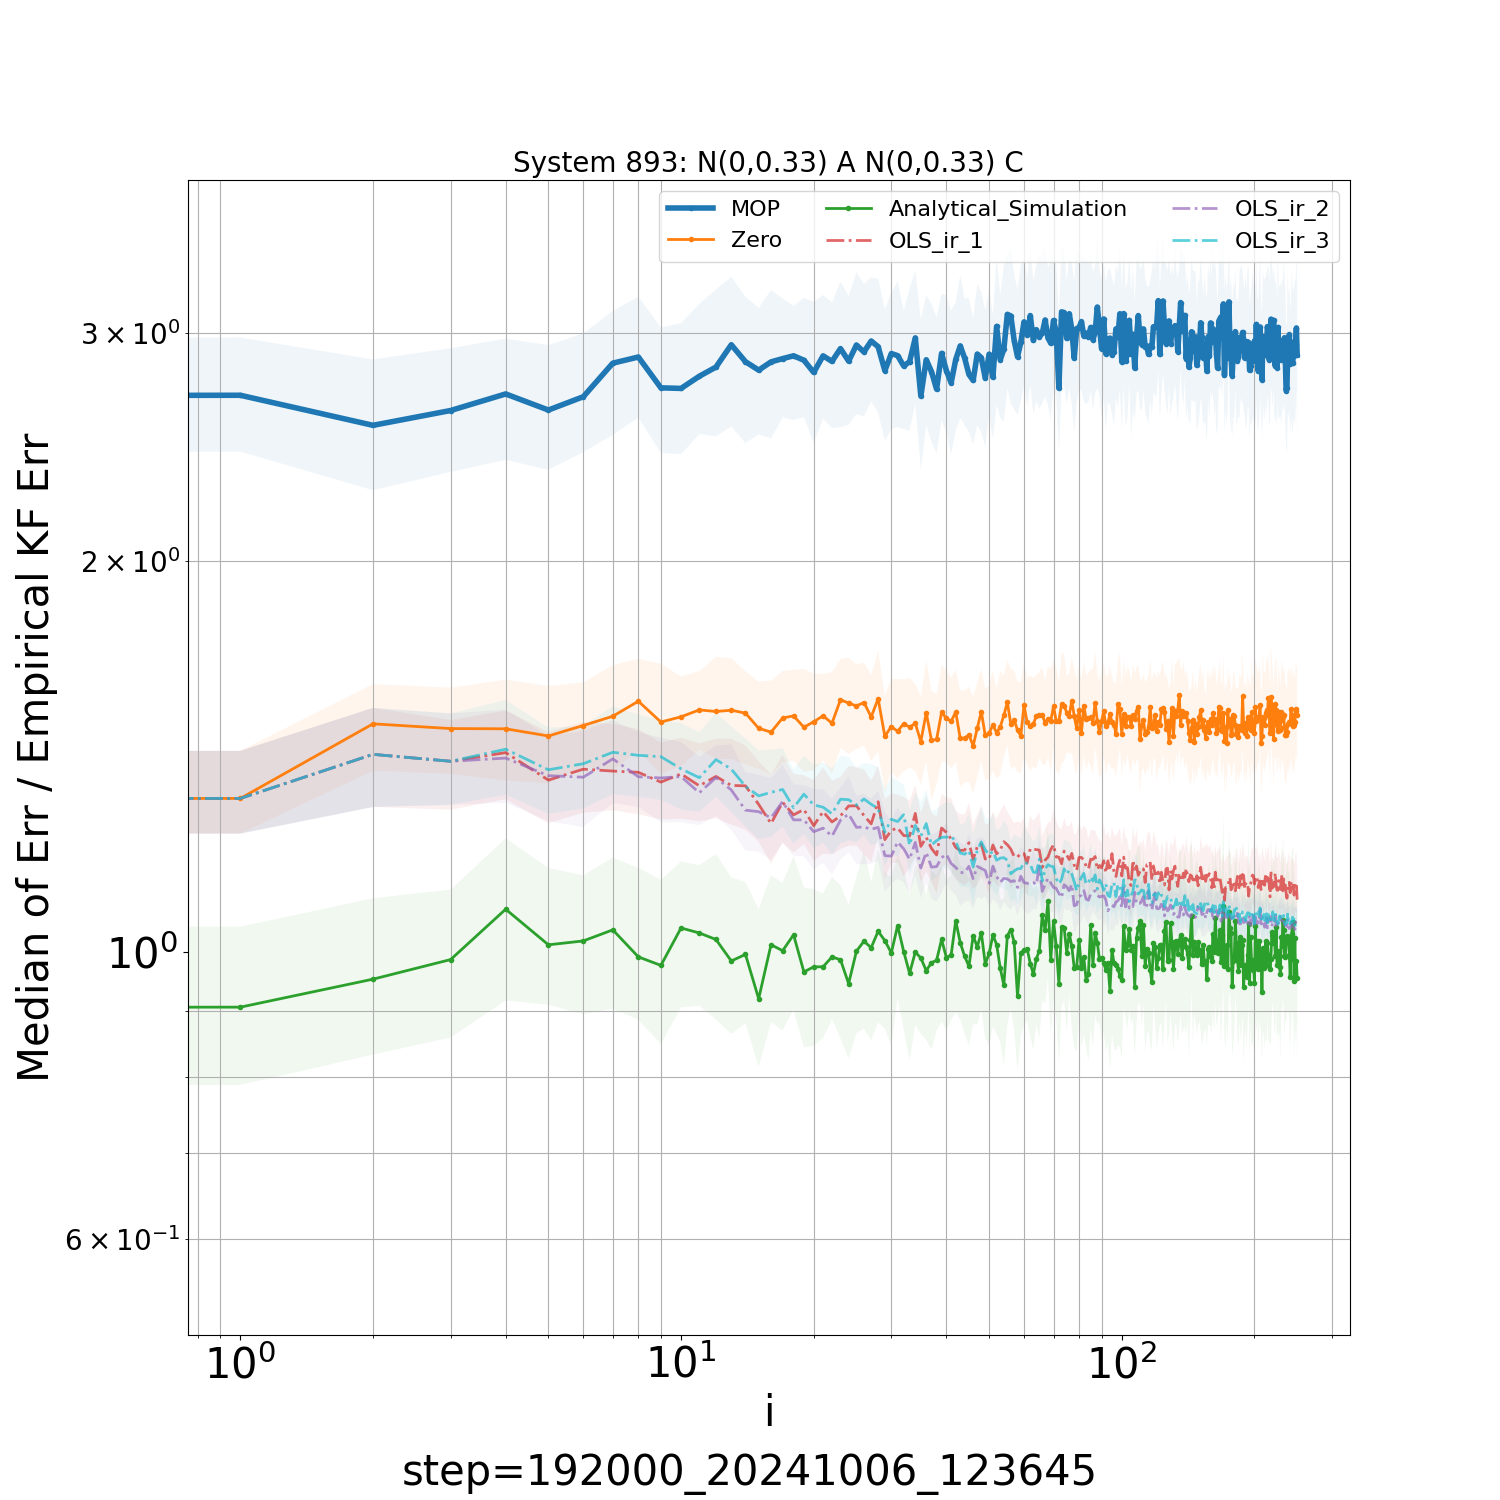 System 893: N(0,0.33) A N(0,0.33) C
MOP
Zero
Analytical_Simulation
OLS_ir_1
OLS_ir_2
OLS_ir_3
Median of Err / Empirical KF Err
3 × 10⁰
2 × 10⁰
10⁰
6 × 10⁻¹
10⁰ 10¹ 10²
i
step=192000_20241006_123645